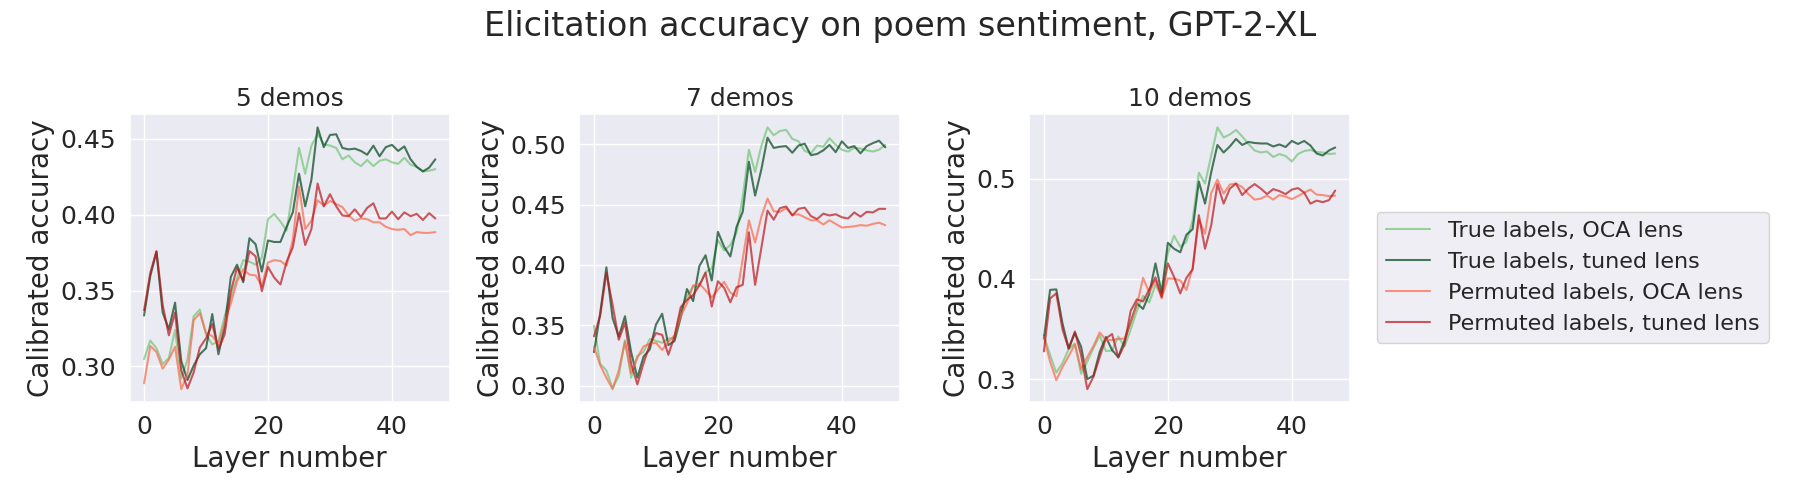 Elicitation accuracy on poem sentiment, GPT-2-XL
5 demos
Calibrated accuracy
0.45
0.40
0.35
0.30
0
20
40
Layer number
7 demos
Calibrated accuracy
0.50
0.45
0.40
0.35
0.30
0
20
40
Layer number
10 demos
Calibrated accuracy
0.5
0.4
0.3
0
20
40
Layer number
True labels, OCA lens
True labels, tuned lens
Permuted labels, OCA lens
Permuted labels, tuned lens